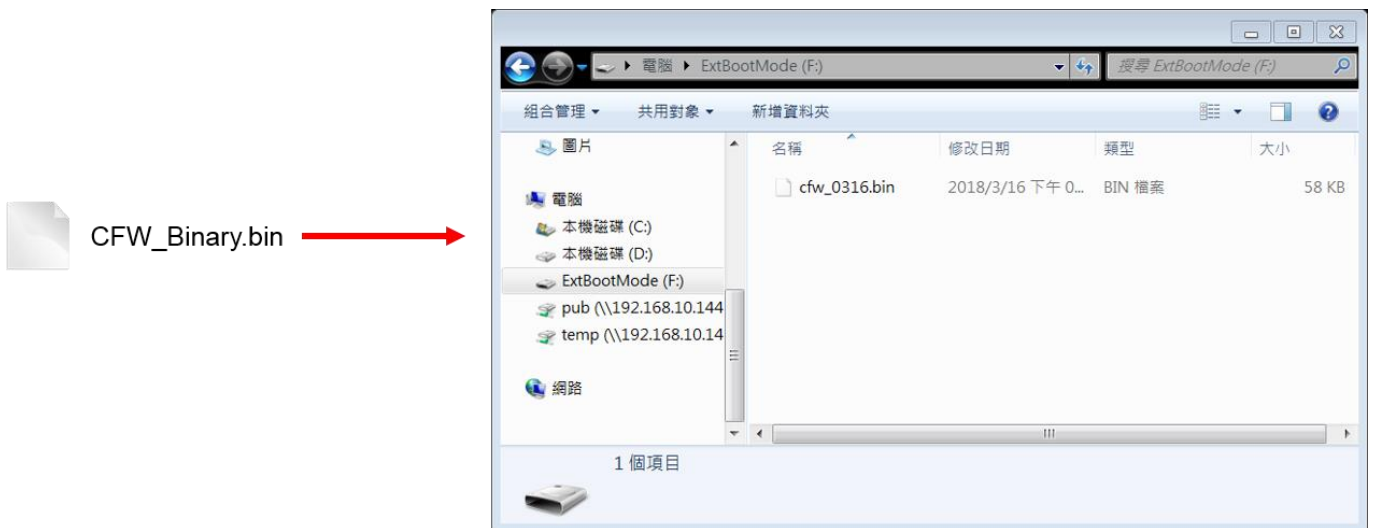 CFW_Binary.bin
電腦 ▸ ExtBootMode (F:)
搜尋 ExtBootMode (F:)
組合管理 ▾ 共用對象 ▾ 新增資料夾
圖片
電腦
本機磁碟 (C:)
本機磁碟 (D:)
ExtBootMode (F:)
pub (\\192.168.10.144
temp (\\192.168.10.14
網路
名稱 修改日期 類型 大小
cfw_0316.bin 2018/3/16 下午 0... BIN 檔案 58 KB
1 個項目